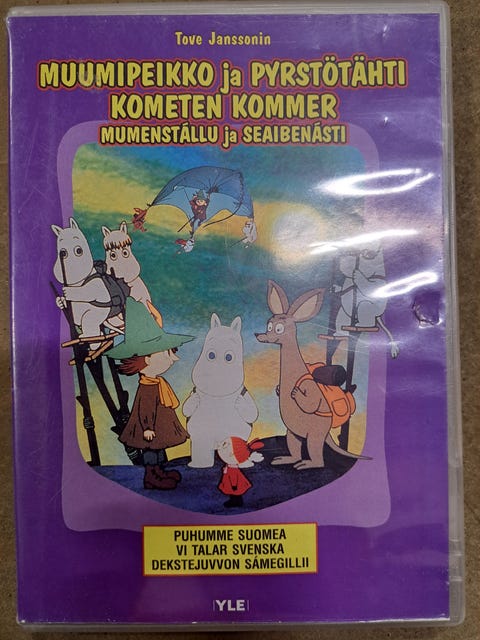 Tove Janssonin
MUUMIPEIKKO ja PYRSTÖTÄHTI
KOMETEN KOMMER
MUMENSTÁLLU ja SEAIBENÁSTI
PUHUMME SUOMEA
VI TALAR SVENSKA
DEKSTEJUVVON SÁMEGILLII
YLE